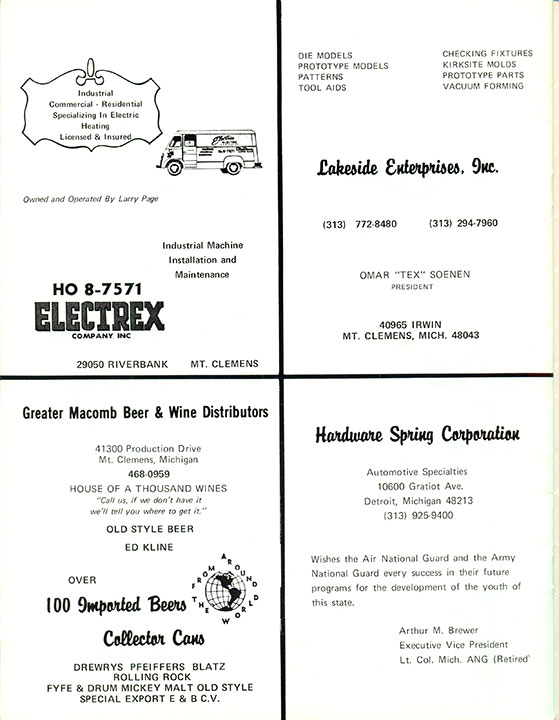 Industrial
Commercial - Residential
Specializing In Electric
Heating
Licensed & Insured
Owned and Operated By Larry Page
Industrial Machine
Installation and
Maintenance
HO 8-7571
ELECTREX
COMPANY INC
29050 RIVERBANK MT. CLEMENS
DIE MODELS
PROTOTYPE MODELS
PATTERNS
TOOL AIDS
CHECKING FIXTURES
KIRKSITE MOLDS
PROTOTYPE PARTS
VACUUM FORMING
Lakeside Enterprises, Inc.
(313) 772-8480 (313) 294-7960
OMAR "TEX" SOENEN
PRESIDENT
40965 IRWIN
MT. CLEMENS, MICH. 48043
Greater Macomb Beer & Wine Distributors
41300 Production Drive
Mt. Clemens, Michigan
468-0959
HOUSE OF A THOUSAND WINES
"Call us, if we don't have it
we'll tell you where to get it."
OLD STYLE BEER
ED KLINE
OVER
100 Imported Beers
FROM AROUND THE WORLD
Collector Cans
DREWRYS PFEIFFERS BLATZ
ROLLING ROCK
FYFE & DRUM MICKEY MALT OLD STYLE
SPECIAL EXPORT E & B C.V.
Hardware Spring Corporation
Automotive Specialties
10600 Gratiot Ave.
Detroit, Michigan 48213
(313) 925-9400
Wishes the Air National Guard and the Army
National Guard every success in their future
programs for the development of the youth of
this state.
Arthur M. Brewer
Executive Vice President
Lt. Col. Mich. ANG (Retired)